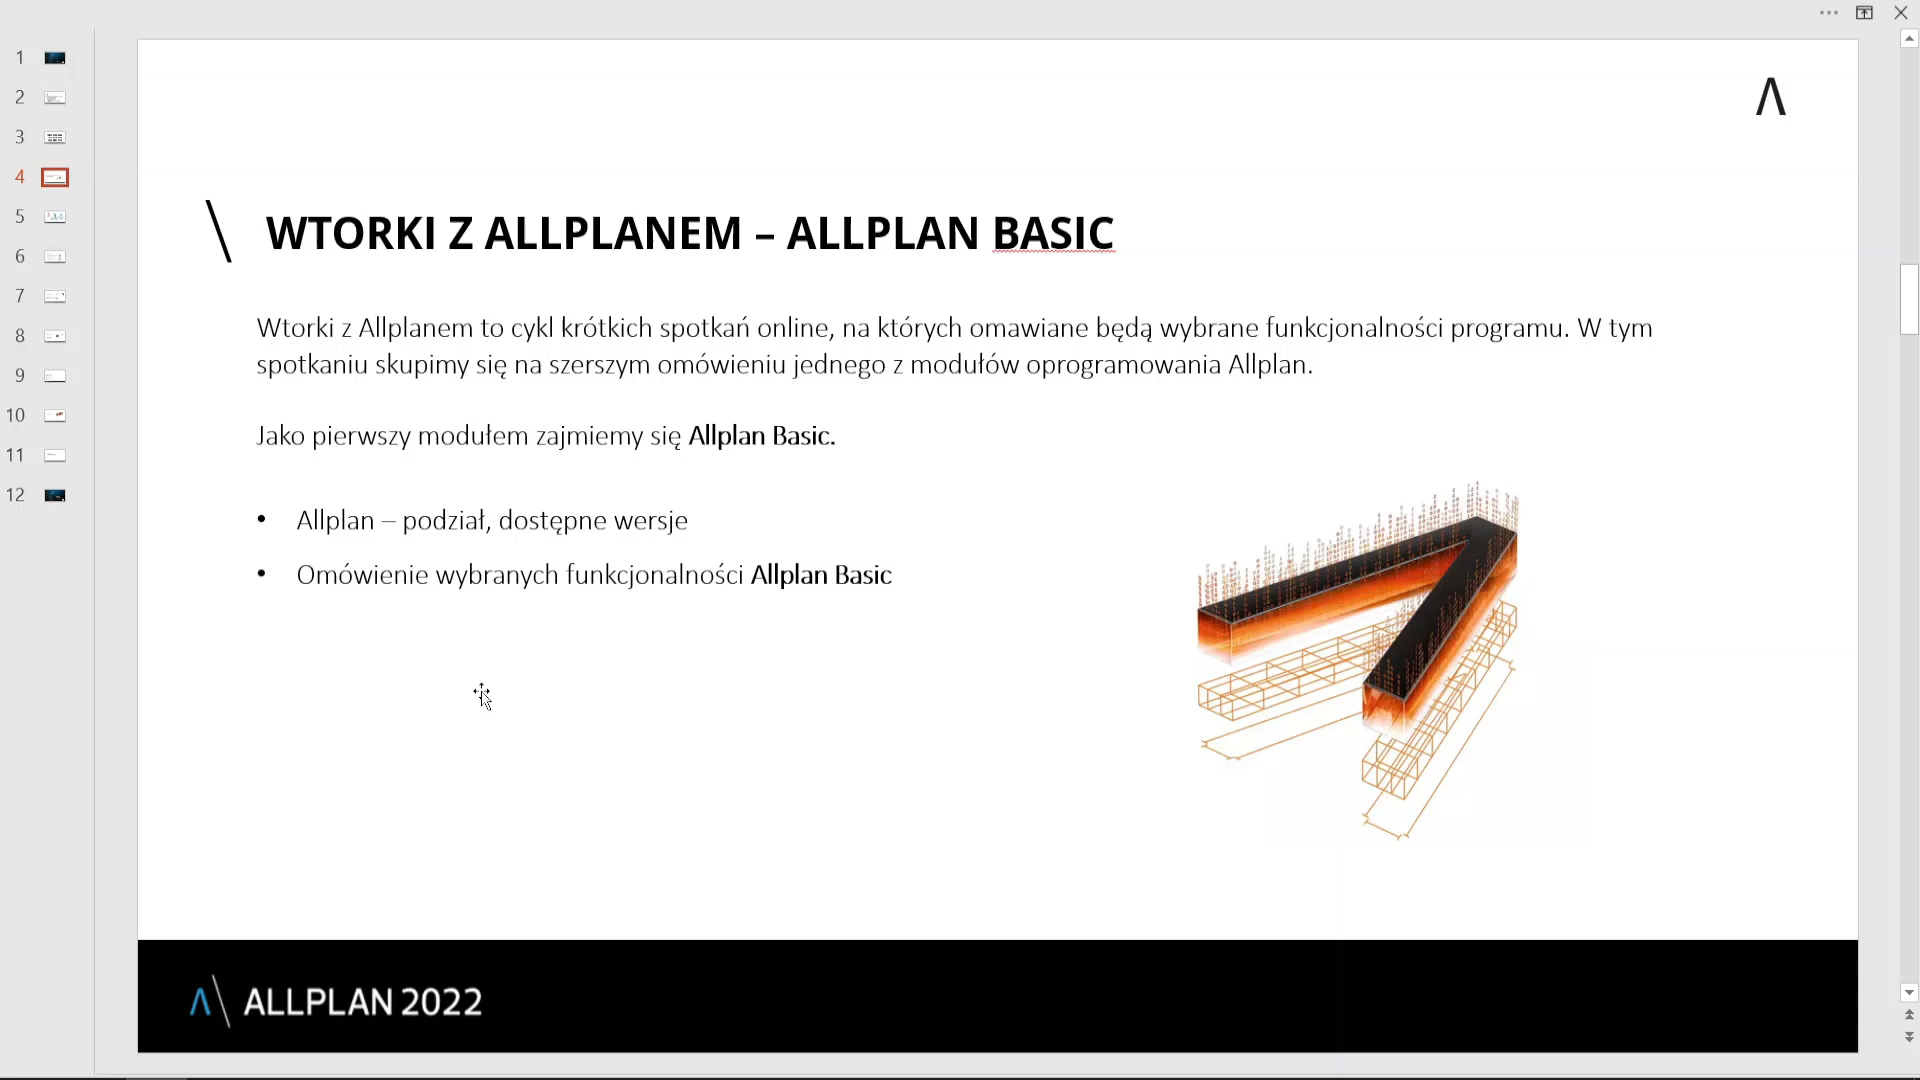 1
2
3
4
5
6
7
8
9
10
11
12
\ WTORKI Z ALLPLANEM – ALLPLAN BASIC
Wtorki z Allplanem to cykl krótkich spotkań online, na których omawiane będą wybrane funkcjonalności programu. W tym
spotkaniu skupimy się na szerszym omówieniu jednego z modułów oprogramowania Allplan.
Jako pierwszy modułem zajmiemy się Allplan Basic.
• Allplan – podział, dostępne wersje
• Omówienie wybranych funkcjonalności Allplan Basic
ALLPLAN 2022